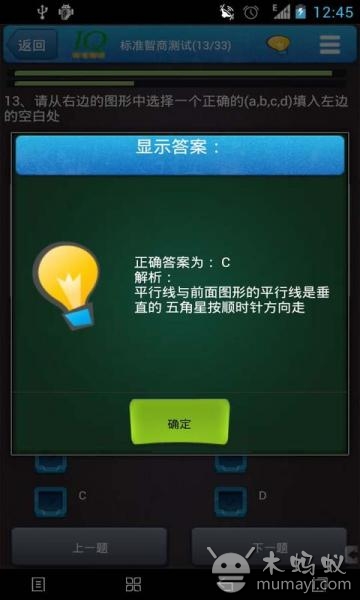 12:45
返回
IQ
标准智商测试(13/33)
13、请从右边的图形中选择一个正确的(a,b,c,d)填入左边
的空白处
显示答案：
正确答案为： C
解析：
平行线与前面图形的平行线是垂
直的 五角星按顺时针方向走
确定
C
D
上一题
下一题
木蚂蚁
mumayi.com